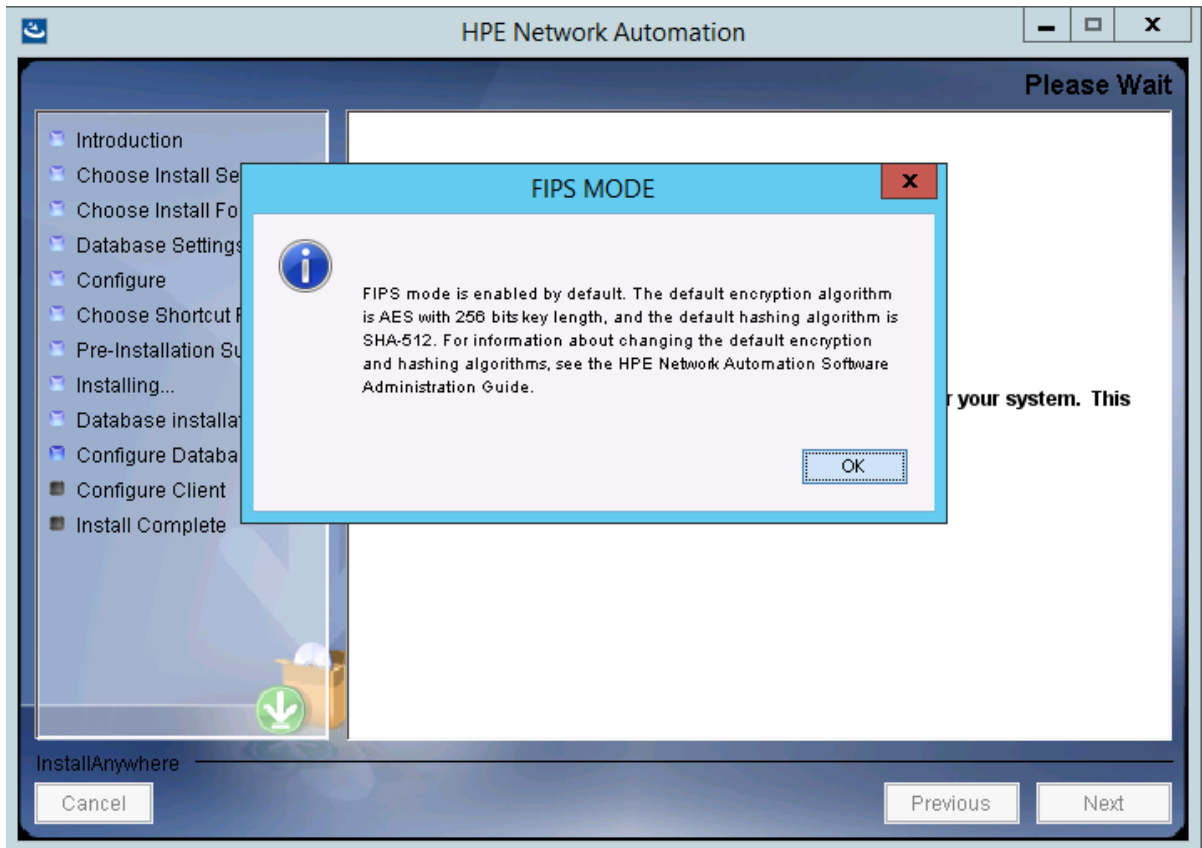 HPE Network Automation
Please Wait
Introduction
Choose Install Se
Choose Install Fo
Database Settings
Configure
Choose Shortcut F
Pre-Installation Su
Installing...
Database installat
Configure Databa
Configure Client
Install Complete
FIPS MODE
FIPS mode is enabled by default. The default encryption algorithm
is AES with 256 bits key length, and the default hashing algorithm is
SHA-512. For information about changing the default encryption
and hashing algorithms, see the HPE Network Automation Software
Administration Guide.
OK
r your system. This
InstallAnywhere
Cancel
Previous
Next